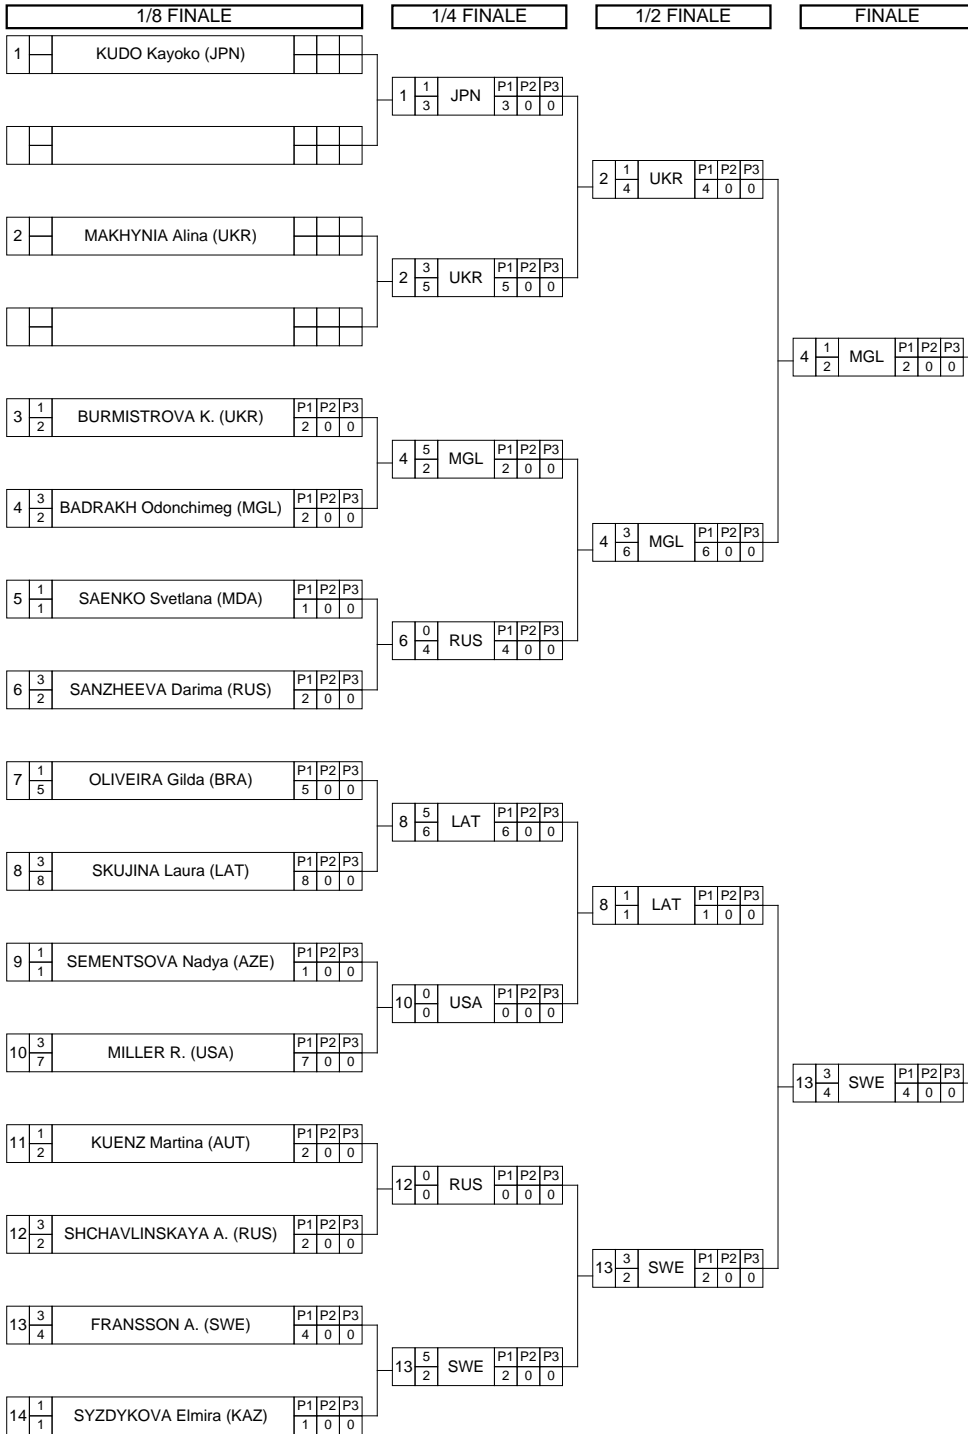 1/8 FINALE 1/4 FINALE 1/2 FINALE FINALE
1 KUDO Kayoko (JPN)
1 1 3 JPN P1 P2 P3 3 0 0
2 1 4 UKR P1 P2 P3 4 0 0
2 MAKHYNIA Alina (UKR)
2 3 5 UKR P1 P2 P3 5 0 0
4 1 2 MGL P1 P2 P3 2 0 0
3 1 2 BURMISTROVA K. (UKR) P1 P2 P3 2 0 0
4 5 2 MGL P1 P2 P3 2 0 0
4 3 2 BADRAKH Odonchimeg (MGL) P1 P2 P3 2 0 0
4 3 6 MGL P1 P2 P3 6 0 0
5 1 1 SAENKO Svetlana (MDA) P1 P2 P3 1 0 0
6 0 4 RUS P1 P2 P3 4 0 0
6 3 2 SANZHEEVA Darima (RUS) P1 P2 P3 2 0 0
7 1 5 OLIVEIRA Gilda (BRA) P1 P2 P3 5 0 0
8 5 6 LAT P1 P2 P3 6 0 0
8 3 8 SKUJINA Laura (LAT) P1 P2 P3 8 0 0
8 1 1 LAT P1 P2 P3 1 0 0
9 1 1 SEMENTSOVA Nadya (AZE) P1 P2 P3 1 0 0
10 0 0 USA P1 P2 P3 0 0 0
10 3 7 MILLER R. (USA) P1 P2 P3 7 0 0
13 3 4 SWE P1 P2 P3 4 0 0
11 1 2 KUENZ Martina (AUT) P1 P2 P3 2 0 0
12 0 0 RUS P1 P2 P3 0 0 0
12 3 2 SHCHAVLINSKAYA A. (RUS) P1 P2 P3 2 0 0
13 3 2 SWE P1 P2 P3 2 0 0
13 3 4 FRANSSON A. (SWE) P1 P2 P3 4 0 0
13 5 2 SWE P1 P2 P3 2 0 0
14 1 1 SYZDYKOVA Elmira (KAZ) P1 P2 P3 1 0 0